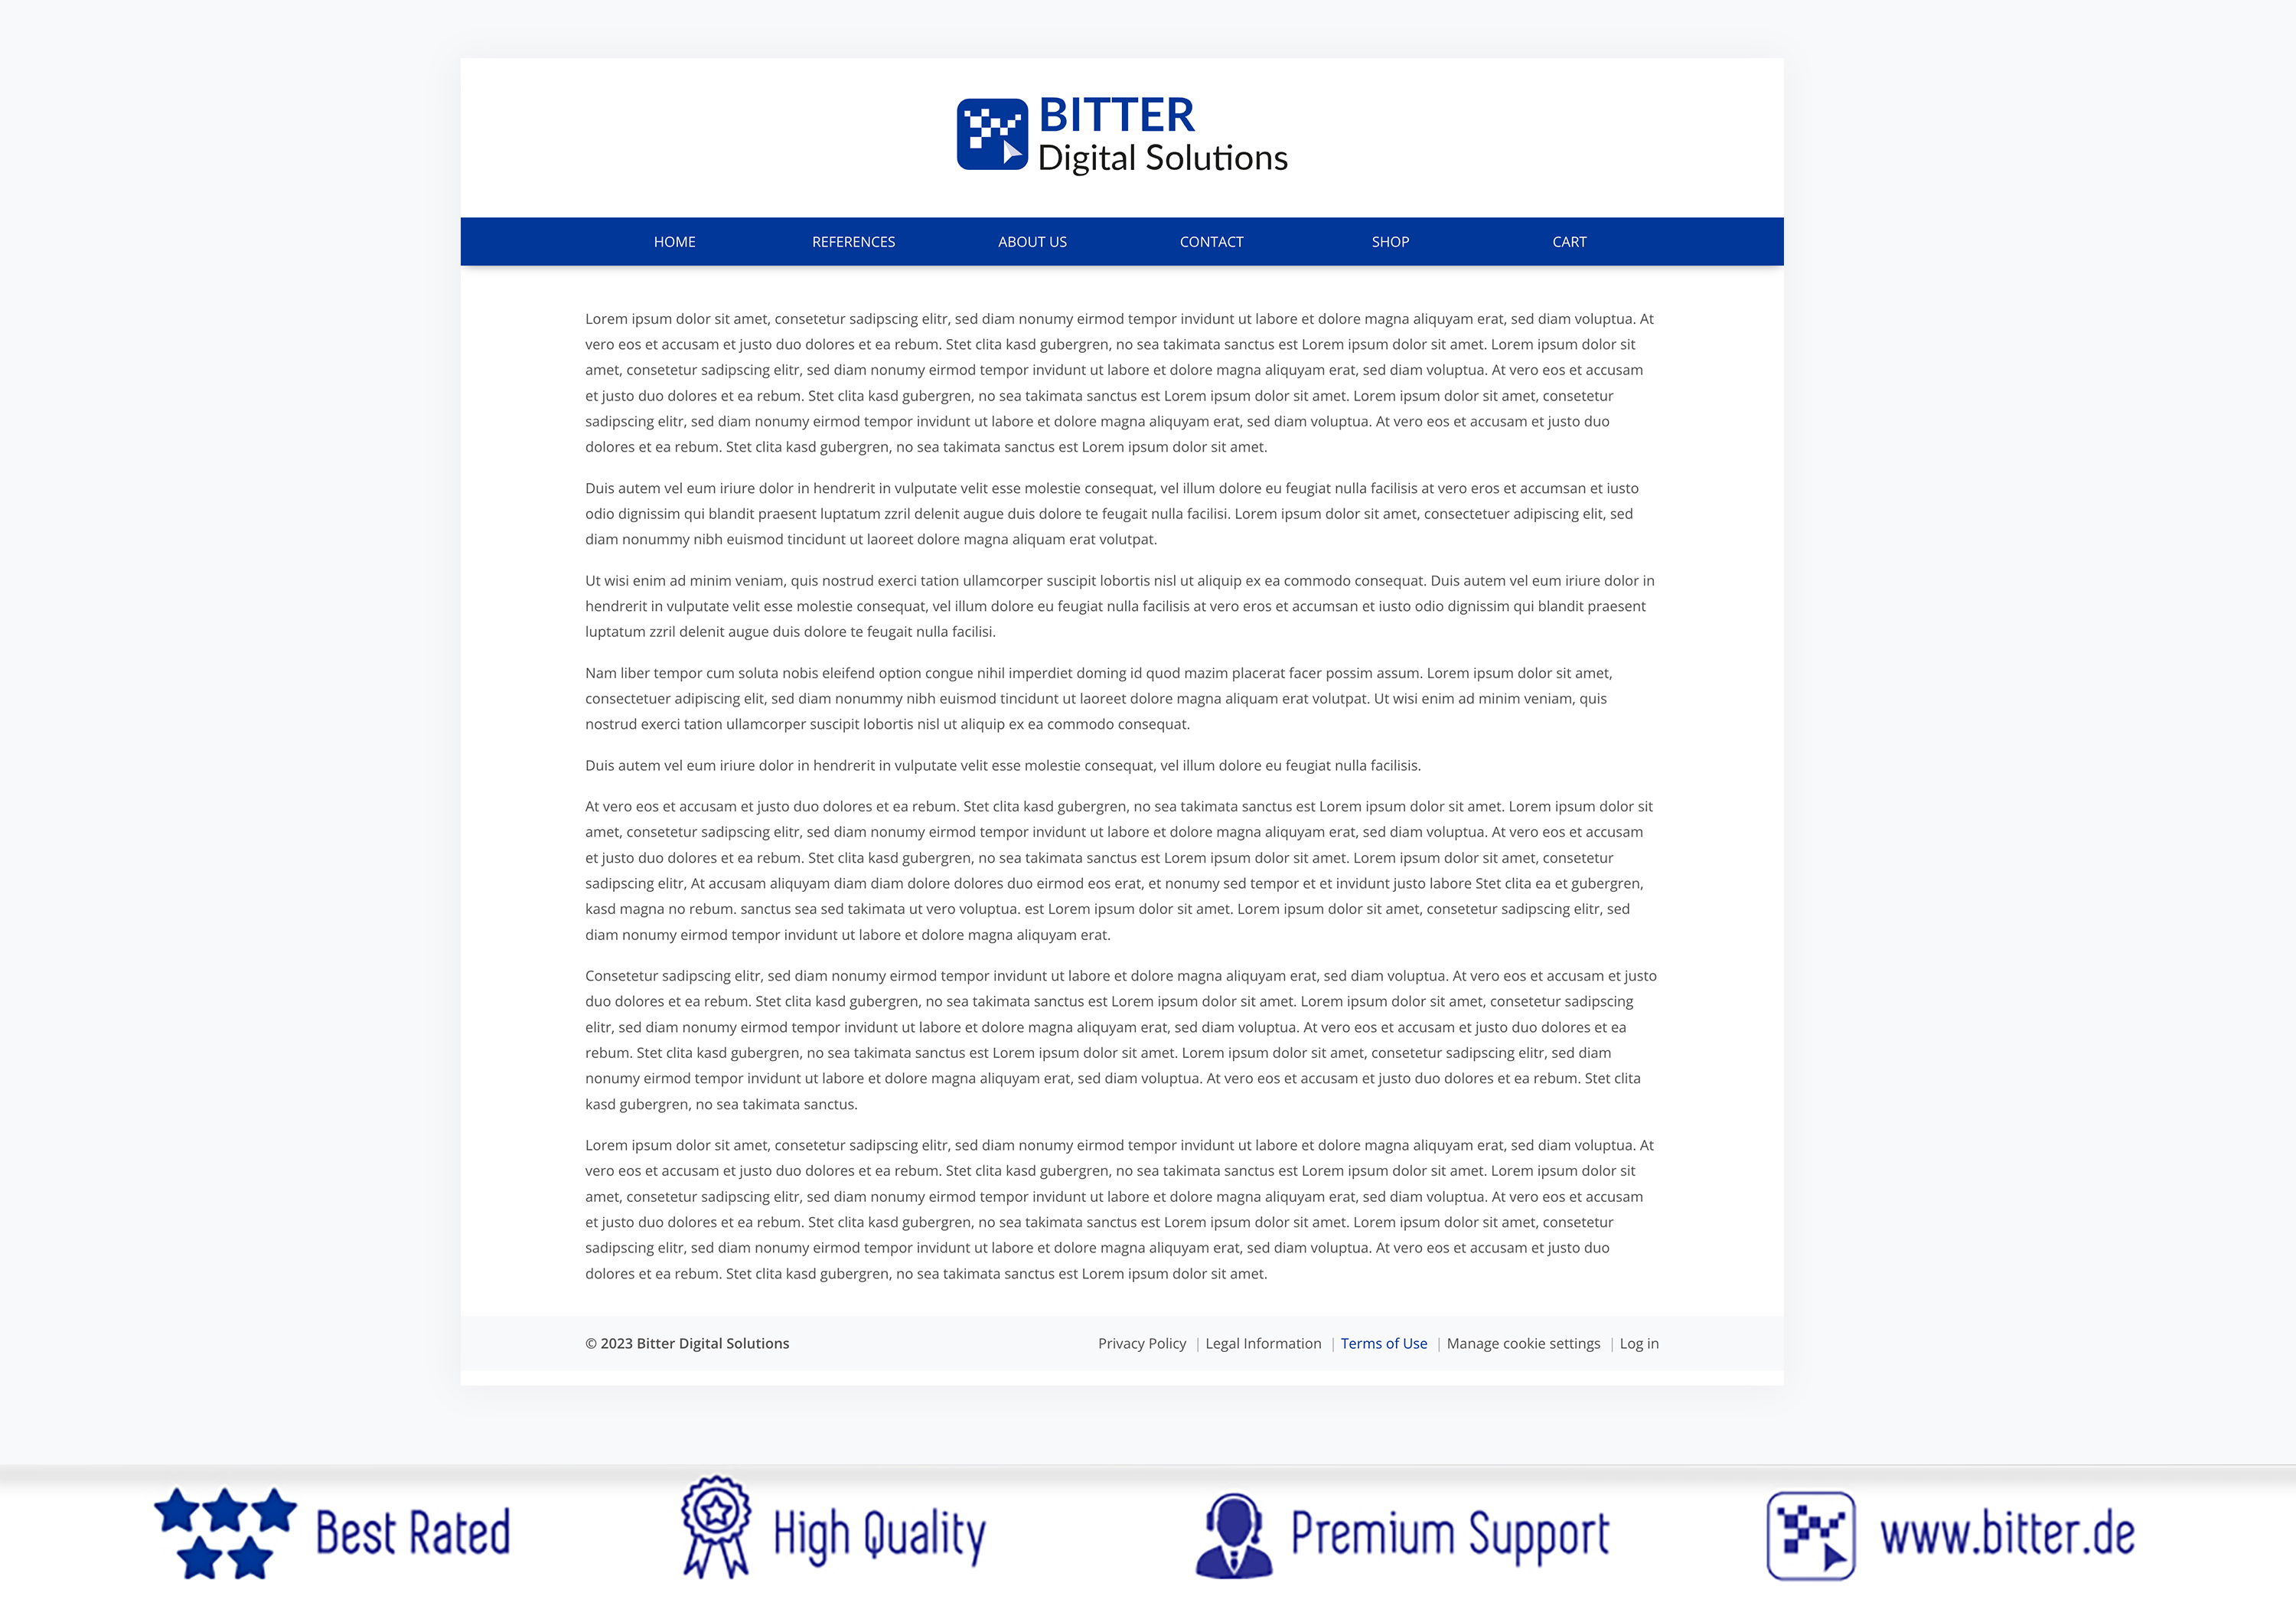 BITTER
Digital Solutions
HOME REFERENCES ABOUT US CONTACT SHOP CART
Lorem ipsum dolor sit amet, consetetur sadipscing elitr, sed diam nonumy eirmod tempor invidunt ut labore et dolore magna aliquyam erat, sed diam voluptua. At
vero eos et accusam et justo duo dolores et ea rebum. Stet clita kasd gubergren, no sea takimata sanctus est Lorem ipsum dolor sit amet. Lorem ipsum dolor sit
amet, consetetur sadipscing elitr, sed diam nonumy eirmod tempor invidunt ut labore et dolore magna aliquyam erat, sed diam voluptua. At vero eos et accusam
et justo duo dolores et ea rebum. Stet clita kasd gubergren, no sea takimata sanctus est Lorem ipsum dolor sit amet. Lorem ipsum dolor sit amet, consetetur
sadipscing elitr, sed diam nonumy eirmod tempor invidunt ut labore et dolore magna aliquyam erat, sed diam voluptua. At vero eos et accusam et justo duo
dolores et ea rebum. Stet clita kasd gubergren, no sea takimata sanctus est Lorem ipsum dolor sit amet.
Duis autem vel eum iriure dolor in hendrerit in vulputate velit esse molestie consequat, vel illum dolore eu feugiat nulla facilisis at vero eros et accumsan et iusto
odio dignissim qui blandit praesent luptatum zzril delenit augue duis dolore te feugait nulla facilisi. Lorem ipsum dolor sit amet, consectetuer adipiscing elit, sed
diam nonummy nibh euismod tincidunt ut laoreet dolore magna aliquam erat volutpat.
Ut wisi enim ad minim veniam, quis nostrud exerci tation ullamcorper suscipit lobortis nisl ut aliquip ex ea commodo consequat. Duis autem vel eum iriure dolor in
hendrerit in vulputate velit esse molestie consequat, vel illum dolore eu feugiat nulla facilisis at vero eros et accumsan et iusto odio dignissim qui blandit praesent
luptatum zzril delenit augue duis dolore te feugait nulla facilisi.
Nam liber tempor cum soluta nobis eleifend option congue nihil imperdiet doming id quod mazim placerat facer possim assum. Lorem ipsum dolor sit amet,
consectetuer adipiscing elit, sed diam nonummy nibh euismod tincidunt ut laoreet dolore magna aliquam erat volutpat. Ut wisi enim ad minim veniam, quis
nostrud exerci tation ullamcorper suscipit lobortis nisl ut aliquip ex ea commodo consequat.
Duis autem vel eum iriure dolor in hendrerit in vulputate velit esse molestie consequat, vel illum dolore eu feugiat nulla facilisis.
At vero eos et accusam et justo duo dolores et ea rebum. Stet clita kasd gubergren, no sea takimata sanctus est Lorem ipsum dolor sit amet. Lorem ipsum dolor sit
amet, consetetur sadipscing elitr, sed diam nonumy eirmod tempor invidunt ut labore et dolore magna aliquyam erat, sed diam voluptua. At vero eos et accusam
et justo duo dolores et ea rebum. Stet clita kasd gubergren, no sea takimata sanctus est Lorem ipsum dolor sit amet. Lorem ipsum dolor sit amet, consetetur
sadipscing elitr, At accusam aliquyam diam diam dolore dolores duo eirmod eos erat, et nonumy sed tempor et et invidunt justo labore Stet clita ea et gubergren,
kasd magna no rebum. sanctus sea sed takimata ut vero voluptua. est Lorem ipsum dolor sit amet. Lorem ipsum dolor sit amet, consetetur sadipscing elitr, sed
diam nonumy eirmod tempor invidunt ut labore et dolore magna aliquyam erat.
Consetetur sadipscing elitr, sed diam nonumy eirmod tempor invidunt ut labore et dolore magna aliquyam erat, sed diam voluptua. At vero eos et accusam et justo
duo dolores et ea rebum. Stet clita kasd gubergren, no sea takimata sanctus est Lorem ipsum dolor sit amet. Lorem ipsum dolor sit amet, consetetur sadipscing
elitr, sed diam nonumy eirmod tempor invidunt ut labore et dolore magna aliquyam erat, sed diam voluptua. At vero eos et accusam et justo duo dolores et ea
rebum. Stet clita kasd gubergren, no sea takimata sanctus est Lorem ipsum dolor sit amet. Lorem ipsum dolor sit amet, consetetur sadipscing elitr, sed diam
nonumy eirmod tempor invidunt ut labore et dolore magna aliquyam erat, sed diam voluptua. At vero eos et accusam et justo duo dolores et ea rebum. Stet clita
kasd gubergren, no sea takimata sanctus.
Lorem ipsum dolor sit amet, consetetur sadipscing elitr, sed diam nonumy eirmod tempor invidunt ut labore et dolore magna aliquyam erat, sed diam voluptua. At
vero eos et accusam et justo duo dolores et ea rebum. Stet clita kasd gubergren, no sea takimata sanctus est Lorem ipsum dolor sit amet. Lorem ipsum dolor sit
amet, consetetur sadipscing elitr, sed diam nonumy eirmod tempor invidunt ut labore et dolore magna aliquyam erat, sed diam voluptua. At vero eos et accusam
et justo duo dolores et ea rebum. Stet clita kasd gubergren, no sea takimata sanctus est Lorem ipsum dolor sit amet. Lorem ipsum dolor sit amet, consetetur
sadipscing elitr, sed diam nonumy eirmod tempor invidunt ut labore et dolore magna aliquyam erat, sed diam voluptua. At vero eos et accusam et justo duo
dolores et ea rebum. Stet clita kasd gubergren, no sea takimata sanctus est Lorem ipsum dolor sit amet.
© 2023 Bitter Digital Solutions Privacy Policy | Legal Information | Terms of Use | Manage cookie settings | Log in
Best Rated High Quality Premium Support www.bitter.de